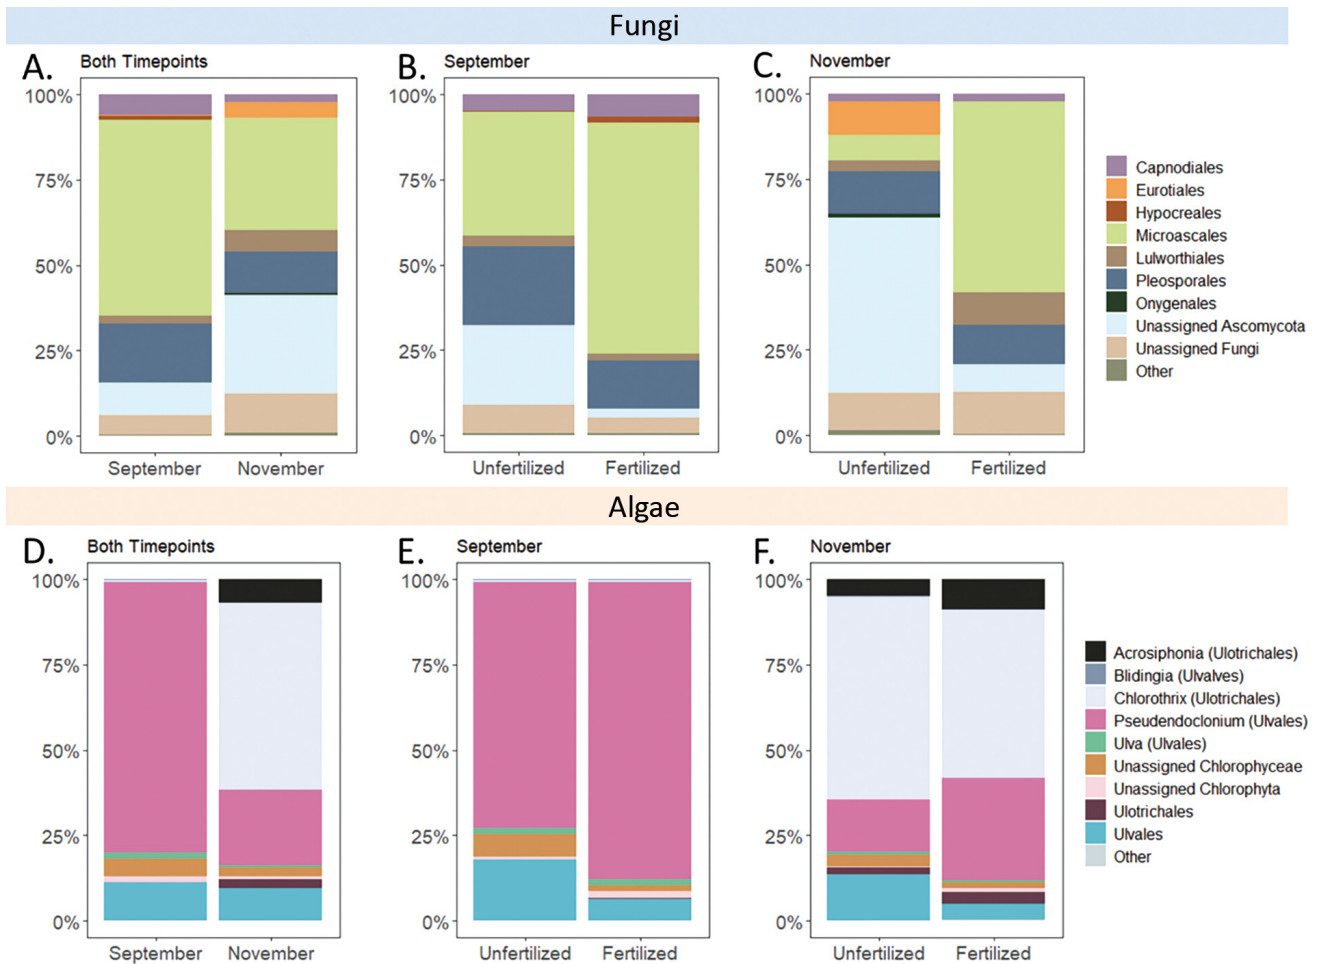 Fungi
A.
Both Timepoints
100%
75%
50%
25%
0%
September
November
B.
September
100%
75%
50%
25%
0%
Unfertilized
Fertilized
C.
November
100%
75%
50%
25%
0%
Unfertilized
Fertilized
Capnodiales
Eurotiales
Hypocreales
Microascales
Lulworthiales
Pleosporales
Onygenales
Unassigned Ascomycota
Unassigned Fungi
Other
Algae
D.
Both Timepoints
100%
75%
50%
25%
0%
September
November
E.
September
100%
75%
50%
25%
0%
Unfertilized
Fertilized
F.
November
100%
75%
50%
25%
0%
Unfertilized
Fertilized
Acrosiphonia (Ulotrichales)
Blidingia (Ulvalves)
Chlorothrix (Ulotrichales)
Pseudendoclonium (Ulvales)
Ulva (Ulvales)
Unassigned Chlorophyceae
Unassigned Chlorophyta
Ulotrichales
Ulvales
Other